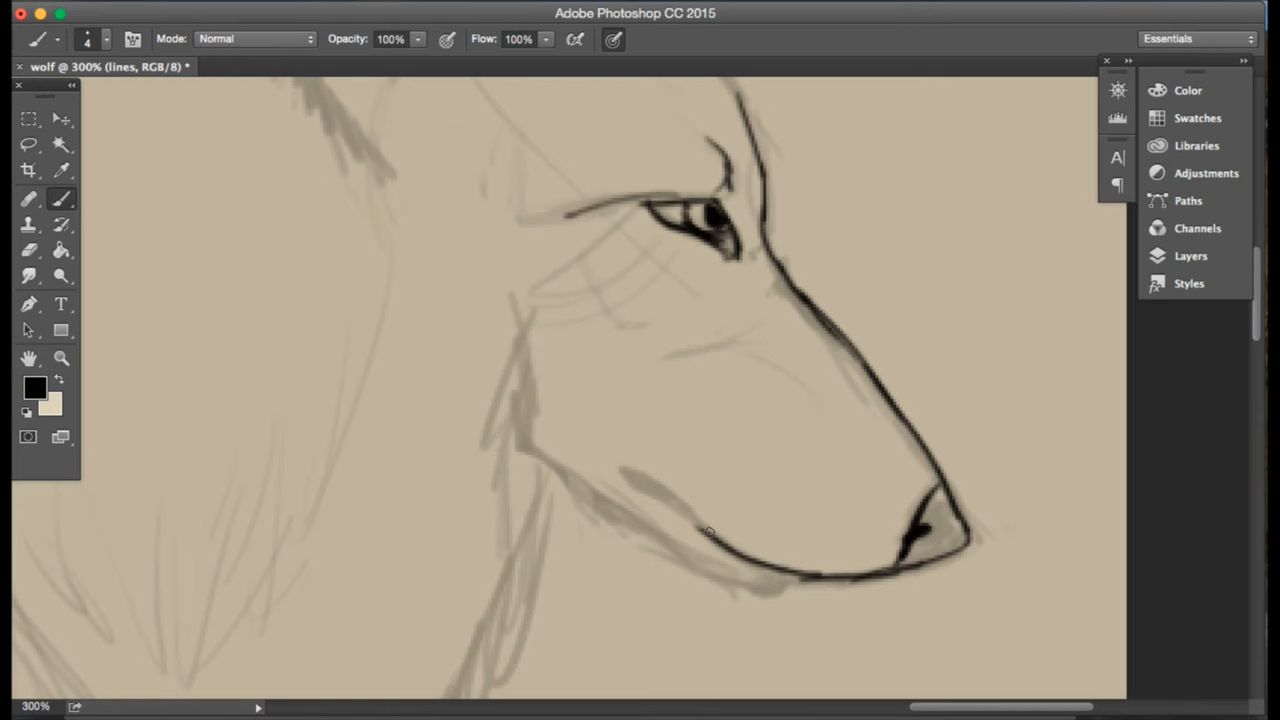 Adobe Photoshop CC 2015
4 Mode: Normal Opacity: 100% Flow: 100% Essentials
wolf @ 300% (lines, RGB/8) *
Color
Swatches
Libraries
Adjustments
Paths
Channels
Layers
Styles
300%